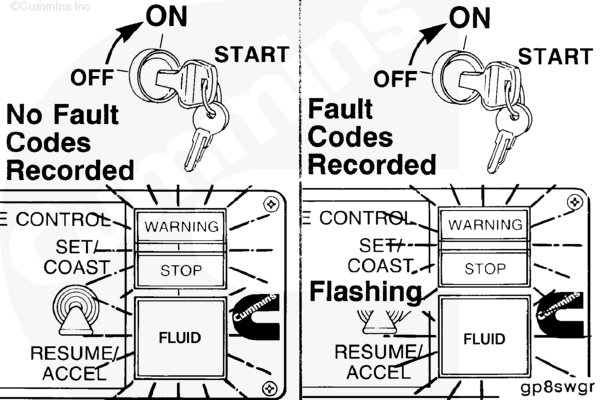 ©Cummins Inc
ON
START
OFF
No Fault
Codes
Recorded
E CONTROL
SET/
COAST
RESUME/
ACCEL
WARNING
STOP
FLUID
Cummins
ON
START
OFF
Fault
Codes
Recorded
E CONTROL
SET/
COAST
Flashing
RESUME/
ACCEL
WARNING
STOP
FLUID
Cummins
gp8swgr
Cummins